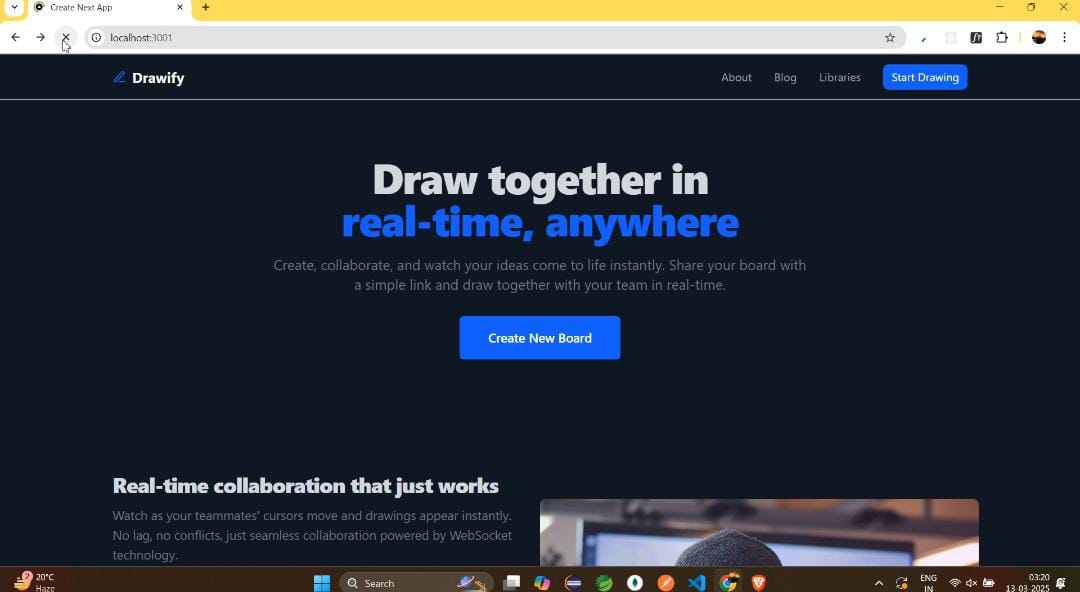 Create Next App
localhost:3001
Drawify
About
Blog
Libraries
Start Drawing
Draw together in
real-time, anywhere
Create, collaborate, and watch your ideas come to life instantly. Share your board with
a simple link and draw together with your team in real-time.
Create New Board
Real-time collaboration that just works
Watch as your teammates' cursors move and drawings appear instantly.
No lag, no conflicts, just seamless collaboration powered by WebSocket
technology.
2
20°C
Haze
Search
ENG
IN
03:20
13-03-2025